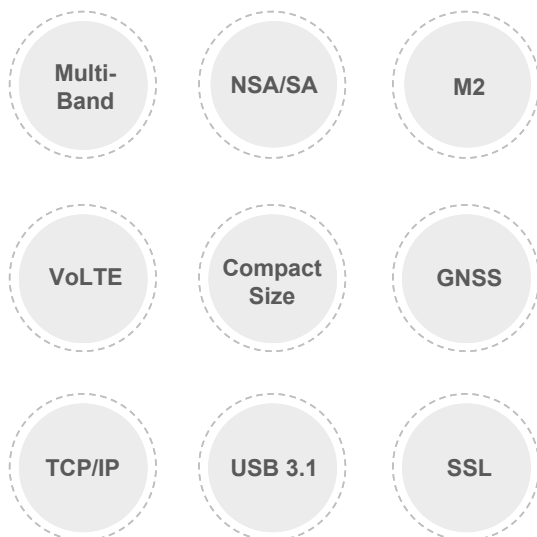 Multi-
Band
NSA/SA
M2
VoLTE
Compact
Size
GNSS
TCP/IP
USB 3.1
SSL